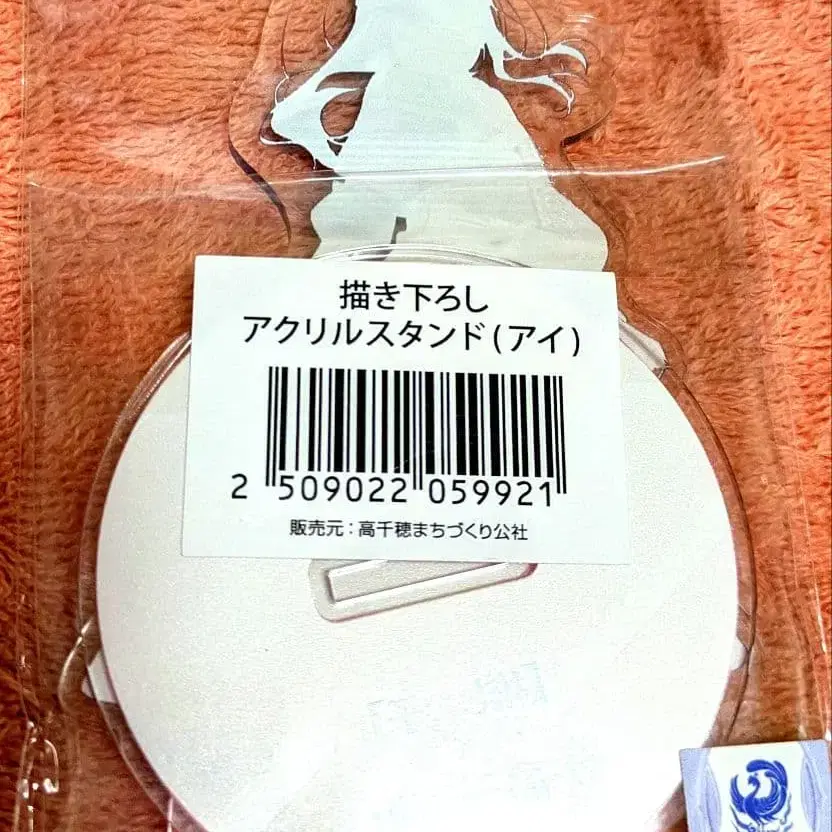 描き下ろし
アクリルスタンド(アイ)
2 509022 059921
販売元：高千穂まちづくり公社